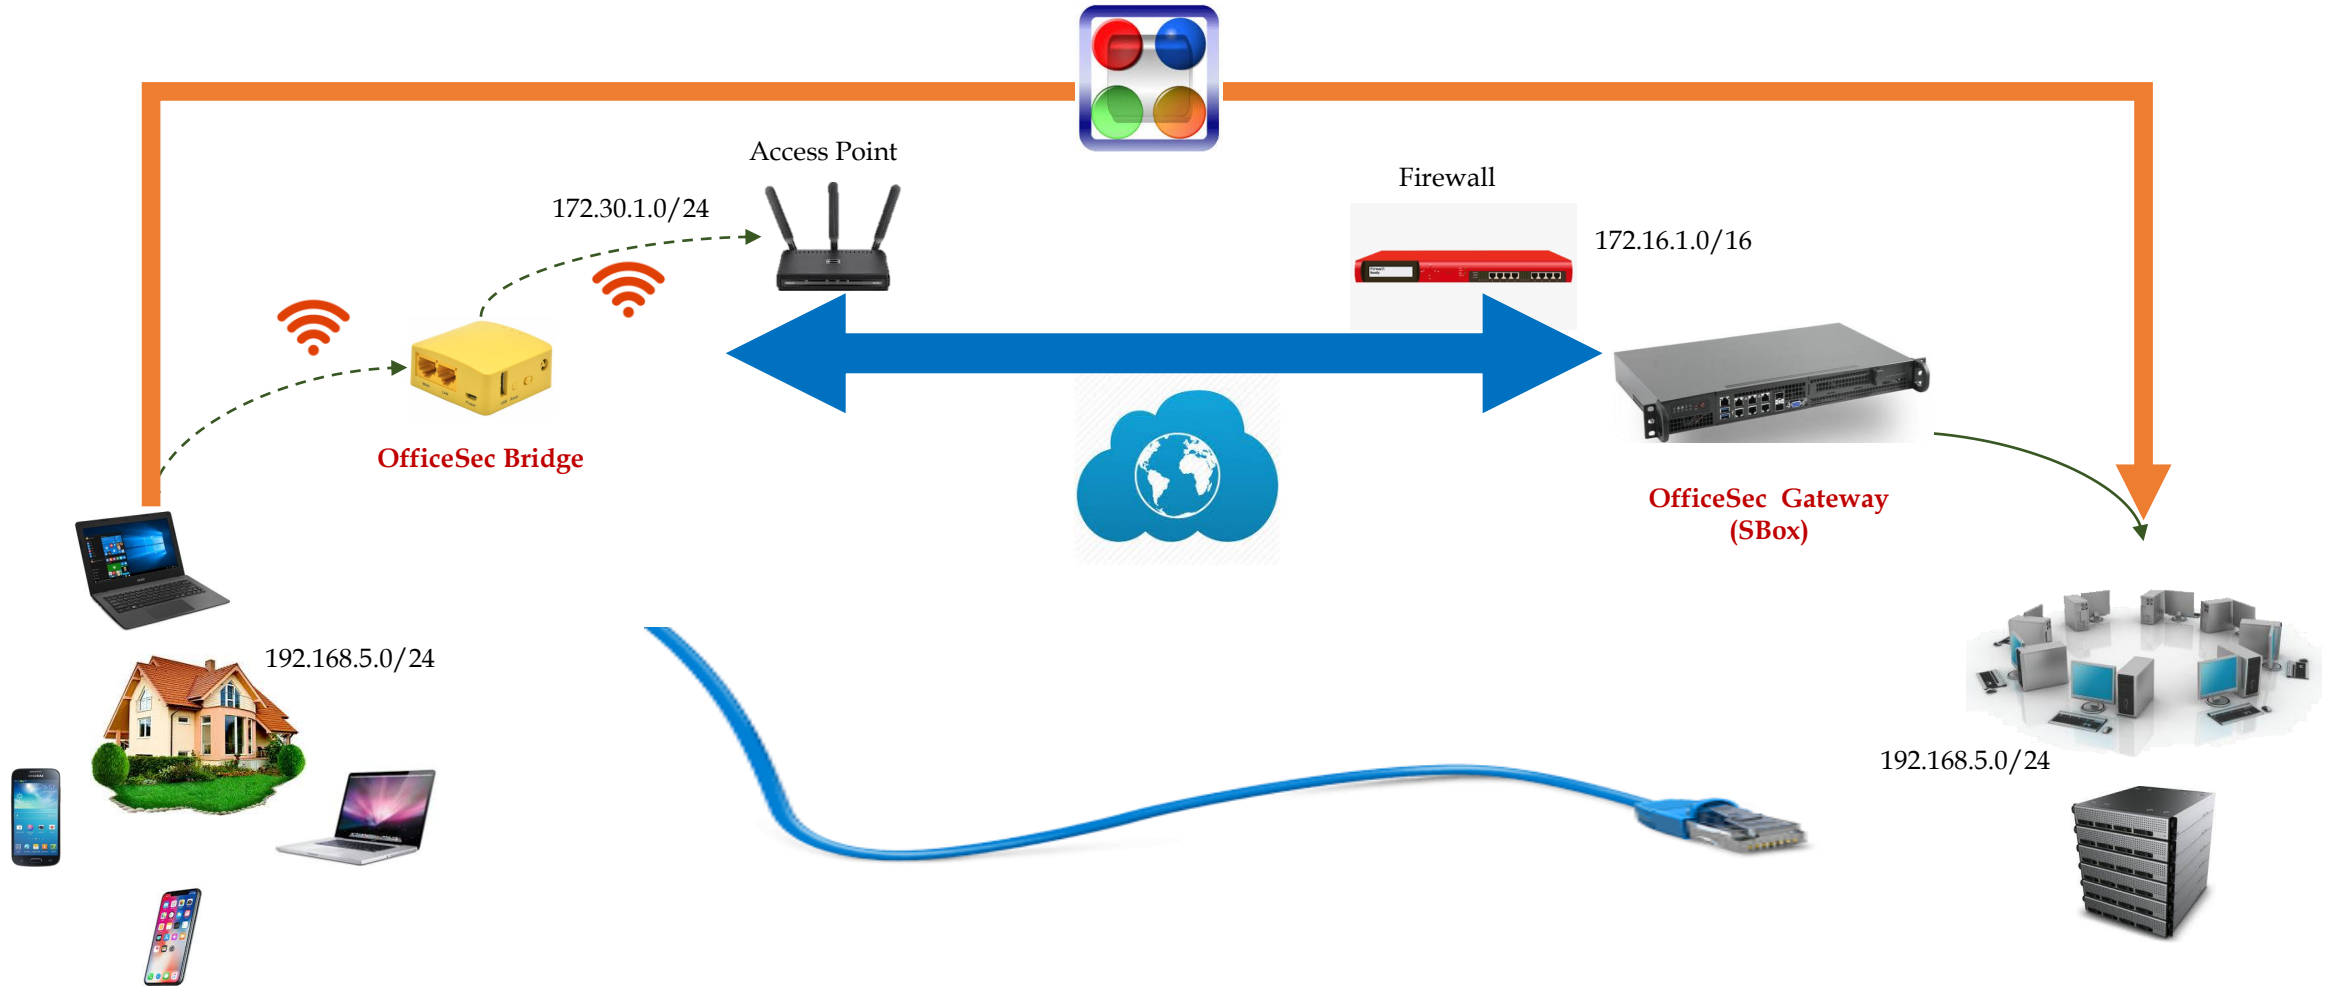 Access Point
Firewall
172.30.1.0/24
172.16.1.0/16
OfficeSec Bridge
OfficeSec Gateway
(SBox)
192.168.5.0/24
192.168.5.0/24